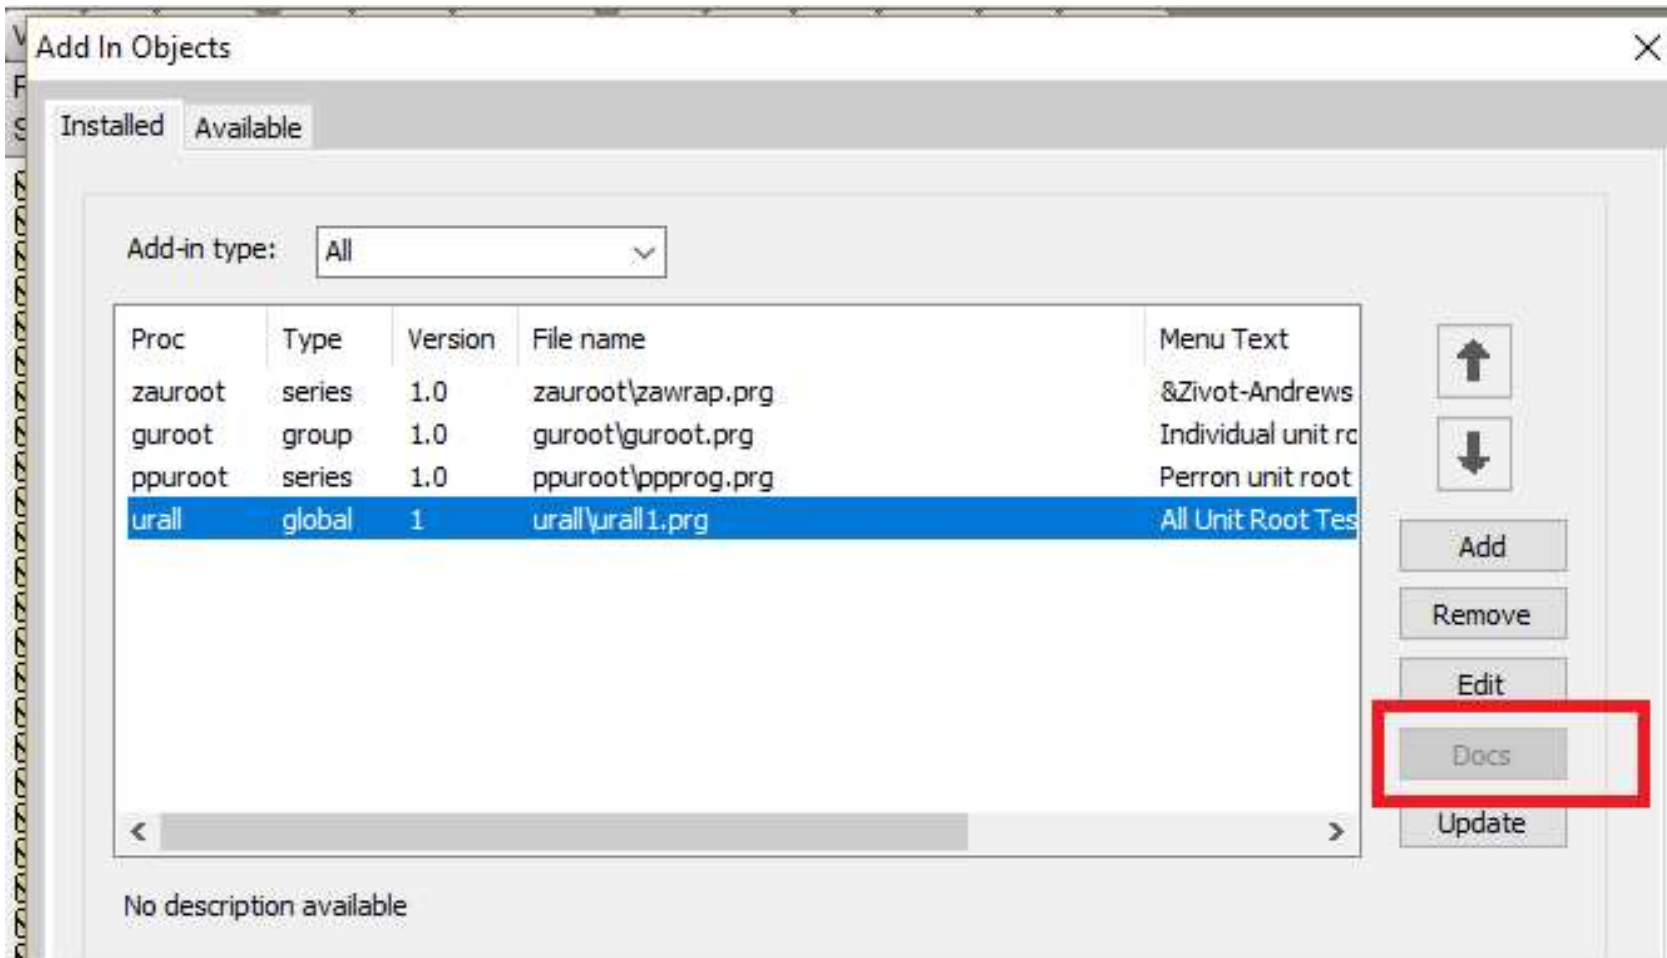 Add In Objects
Installed Available
Add-in type: All
Proc Type Version File name Menu Text
zauroot series 1.0 zauroot\zawrap.prg &Zivot-Andrews
guroot group 1.0 guroot\guroot.prg Individual unit
ppuroot series 1.0 ppuroot\ppprog.prg Perron unit root
urall global 1 urall\urall1.prg All Unit Root Tes
Add
Remove
Edit
Docs
Update
No description available